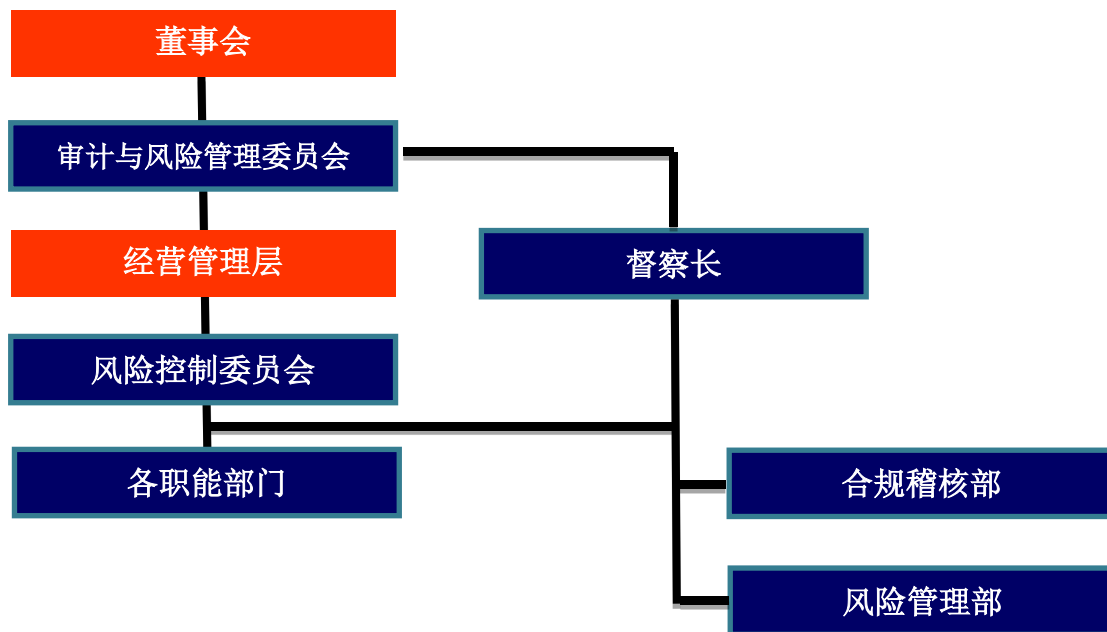 董事会
审计与风险管理委员会
经营管理层
督察长
风险控制委员会
各职能部门
合规稽核部
风险管理部